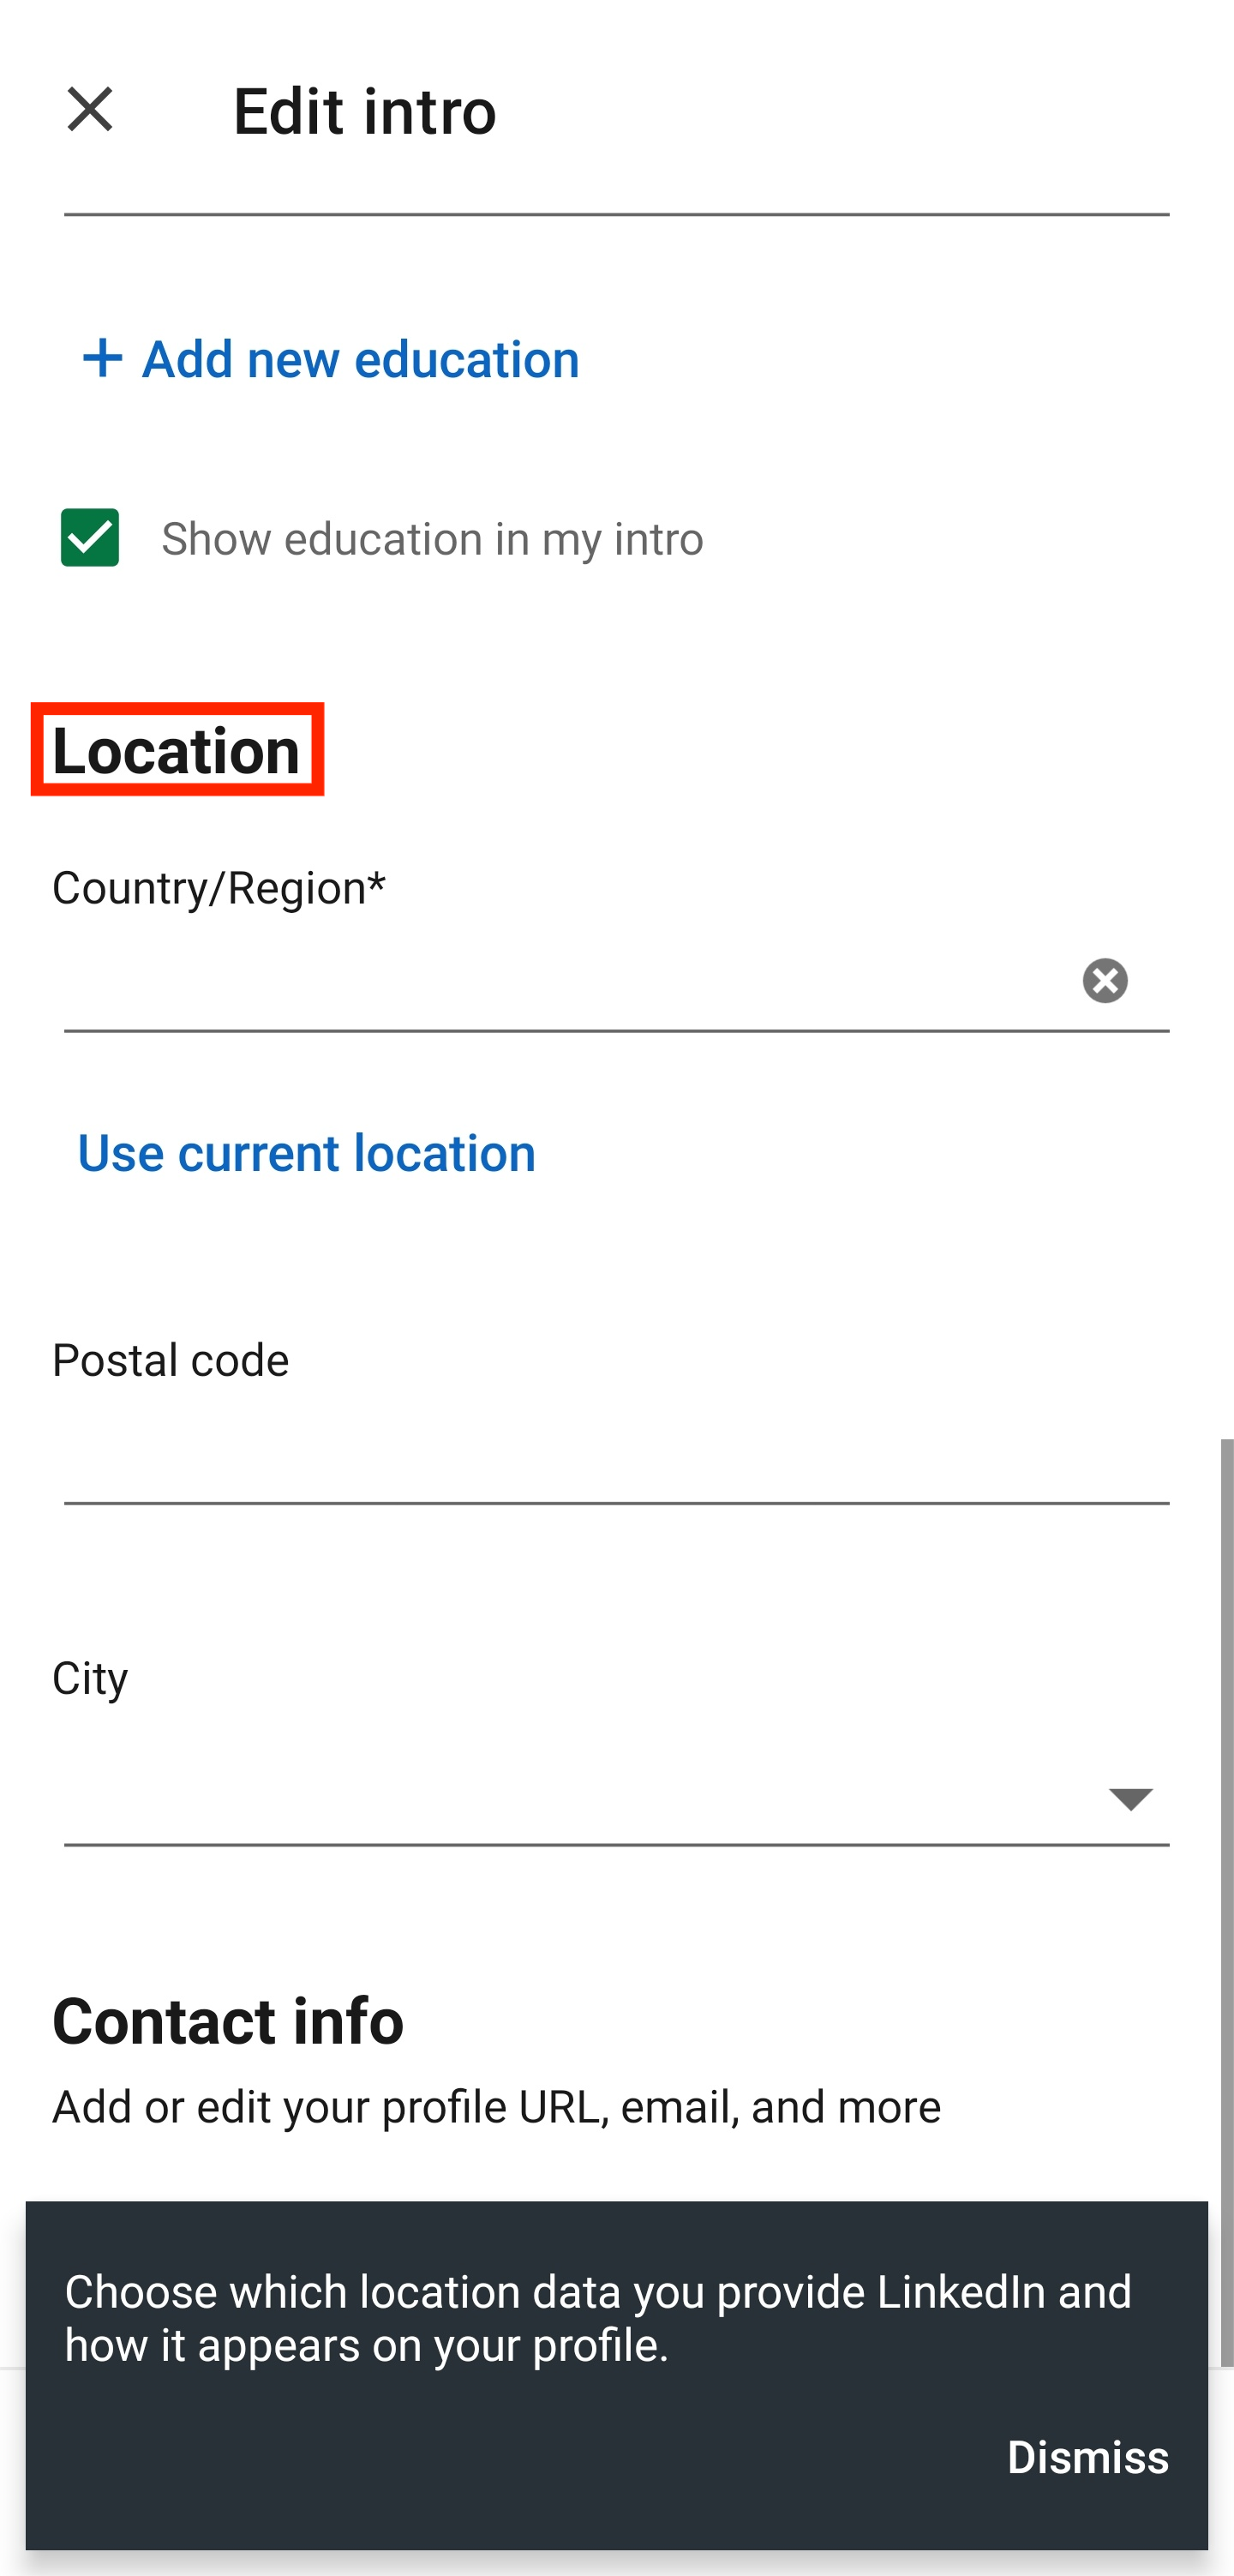 Edit intro
+ Add new education
Show education in my intro
Location
Country/Region*
Use current location
Postal code
City
Contact info
Add or edit your profile URL, email, and more
Choose which location data you provide LinkedIn and
how it appears on your profile.
Dismiss